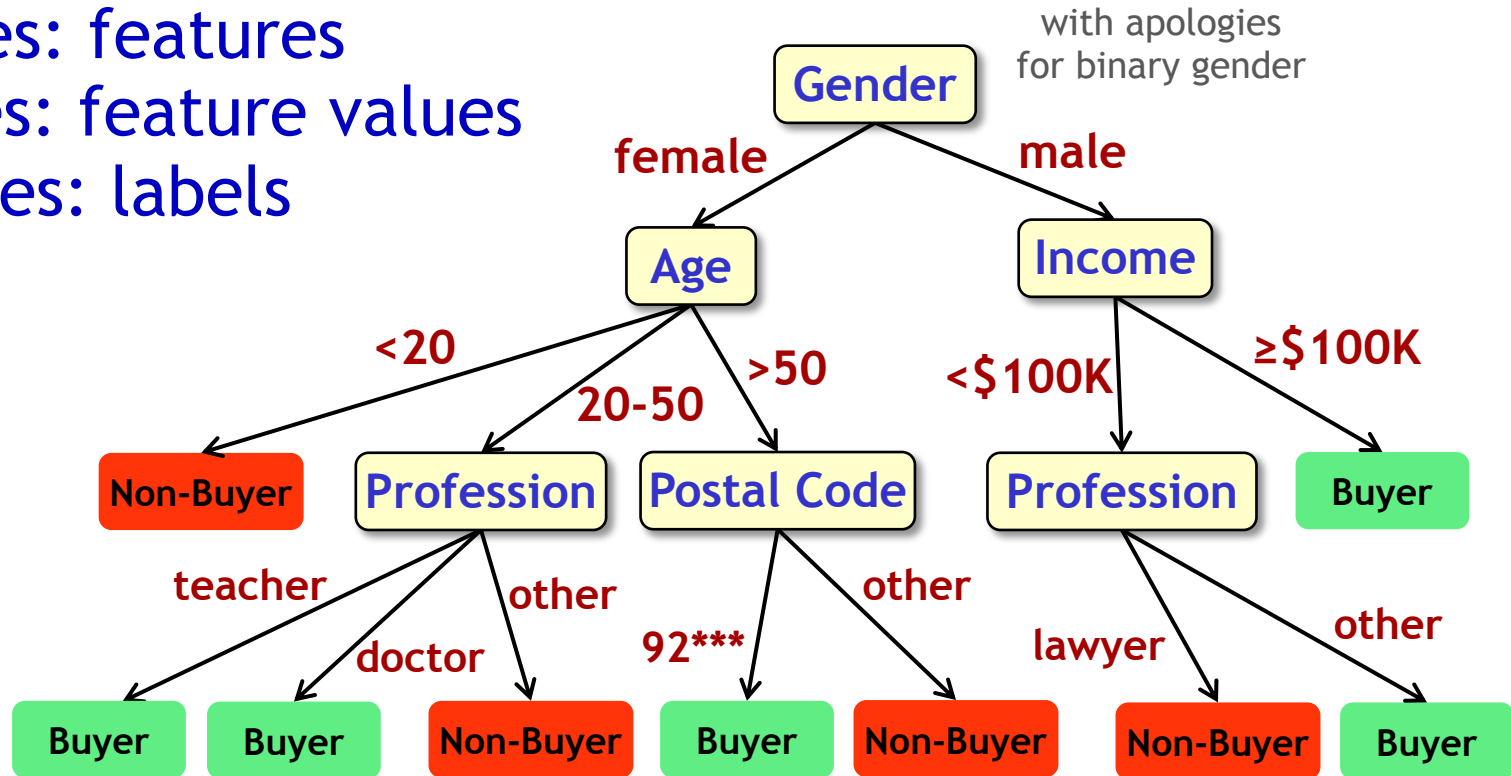 es: features
es: feature values
es: labels
with apologies
for binary gender
Gender
female
male
Age
Income
<20
20-50
>50
<$100K
≥$100K
Non-Buyer
Profession
Postal Code
Profession
Buyer
teacher
doctor
other
92***
other
lawyer
other
Buyer
Buyer
Non-Buyer
Buyer
Non-Buyer
Non-Buyer
Buyer